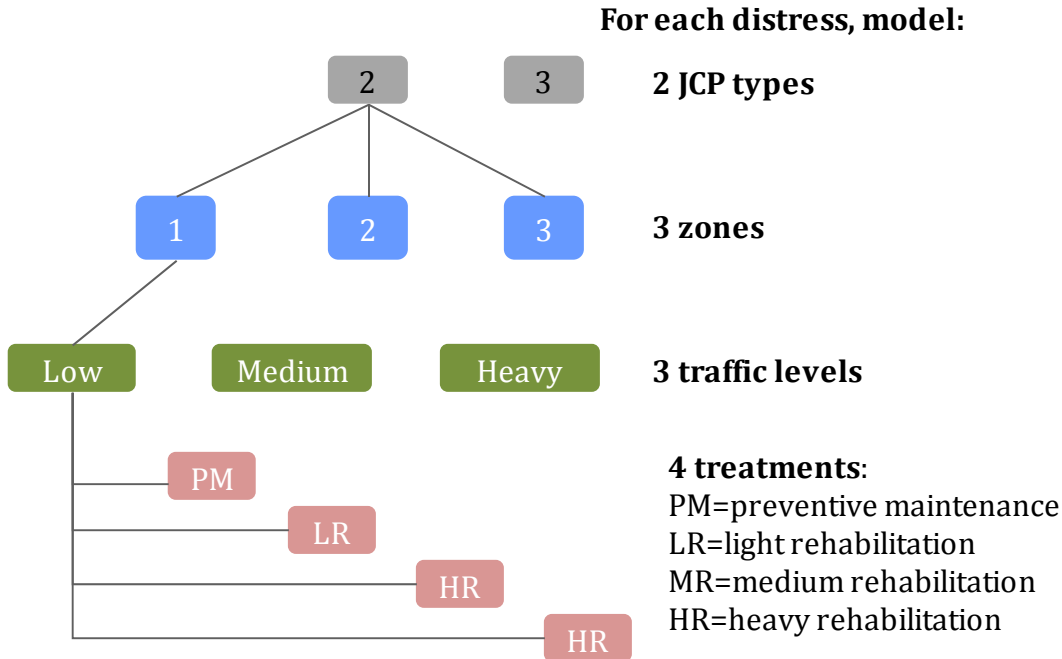 For each distress, model:
2
3
2 JCP types
1
2
3
3 zones
Low
Medium
Heavy
3 traffic levels
PM
LR
HR
HR
4 treatments:
PM=preventive maintenance
LR=light rehabilitation
MR=medium rehabilitation
HR=heavy rehabilitation